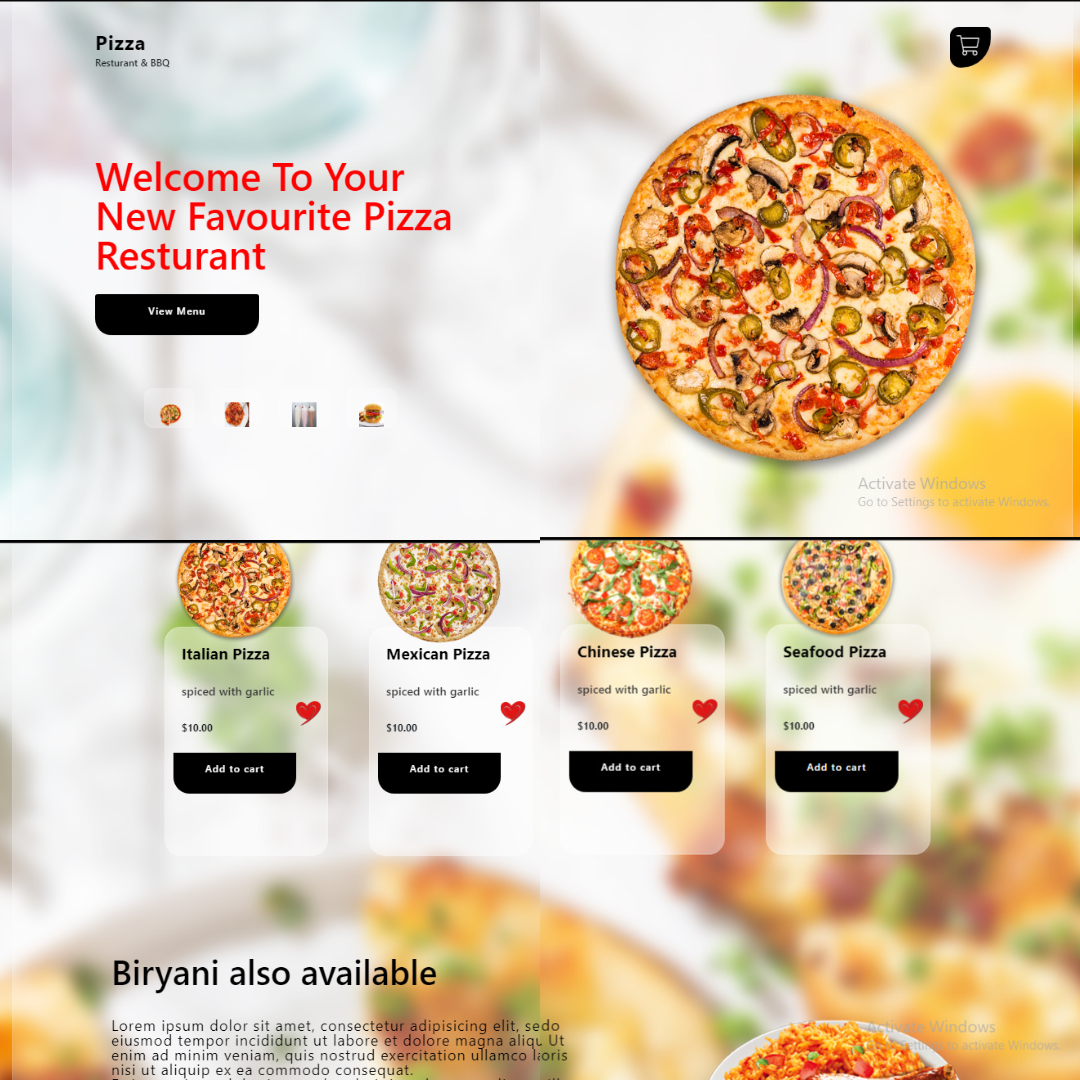 Pizza
Resturant & BBQ
Welcome To Your
New Favourite Pizza
Resturant
View Menu
Activate Windows
Go to Settings to activate Windows.
Italian Pizza
spiced with garlic
$10.00
Add to cart
Mexican Pizza
spiced with garlic
$10.00
Add to cart
Chinese Pizza
spiced with garlic
$10.00
Add to cart
Seafood Pizza
spiced with garlic
$10.00
Add to cart
Biryani also available
Lorem ipsum dolor sit amet, consectetur adipisicing elit, sedo
eiusmod tempor incididunt ut labore et dolore magna aliqu Ut
enim ad minim veniam, quis nostrud exercitation ullamco loris
nisi ut aliquip ex ea commodo consequat.
Activate Windows
Settings to activate Windows.